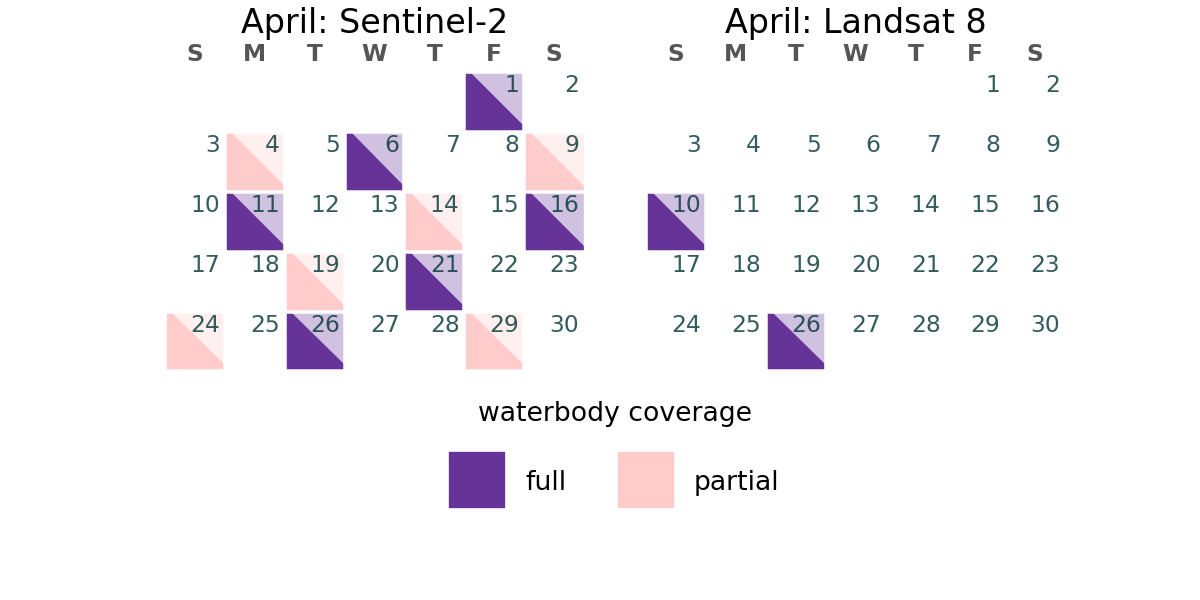 April: Sentinel-2
S M T W T F S
1 2
3 4 5 6 7 8 9
10 11 12 13 14 15 16
17 18 19 20 21 22 23
24 25 26 27 28 29 30
April: Landsat 8
S M T W T F S
1 2
3 4 5 6 7 8 9
10 11 12 13 14 15 16
17 18 19 20 21 22 23
24 25 26 27 28 29 30
waterbody coverage
full partial